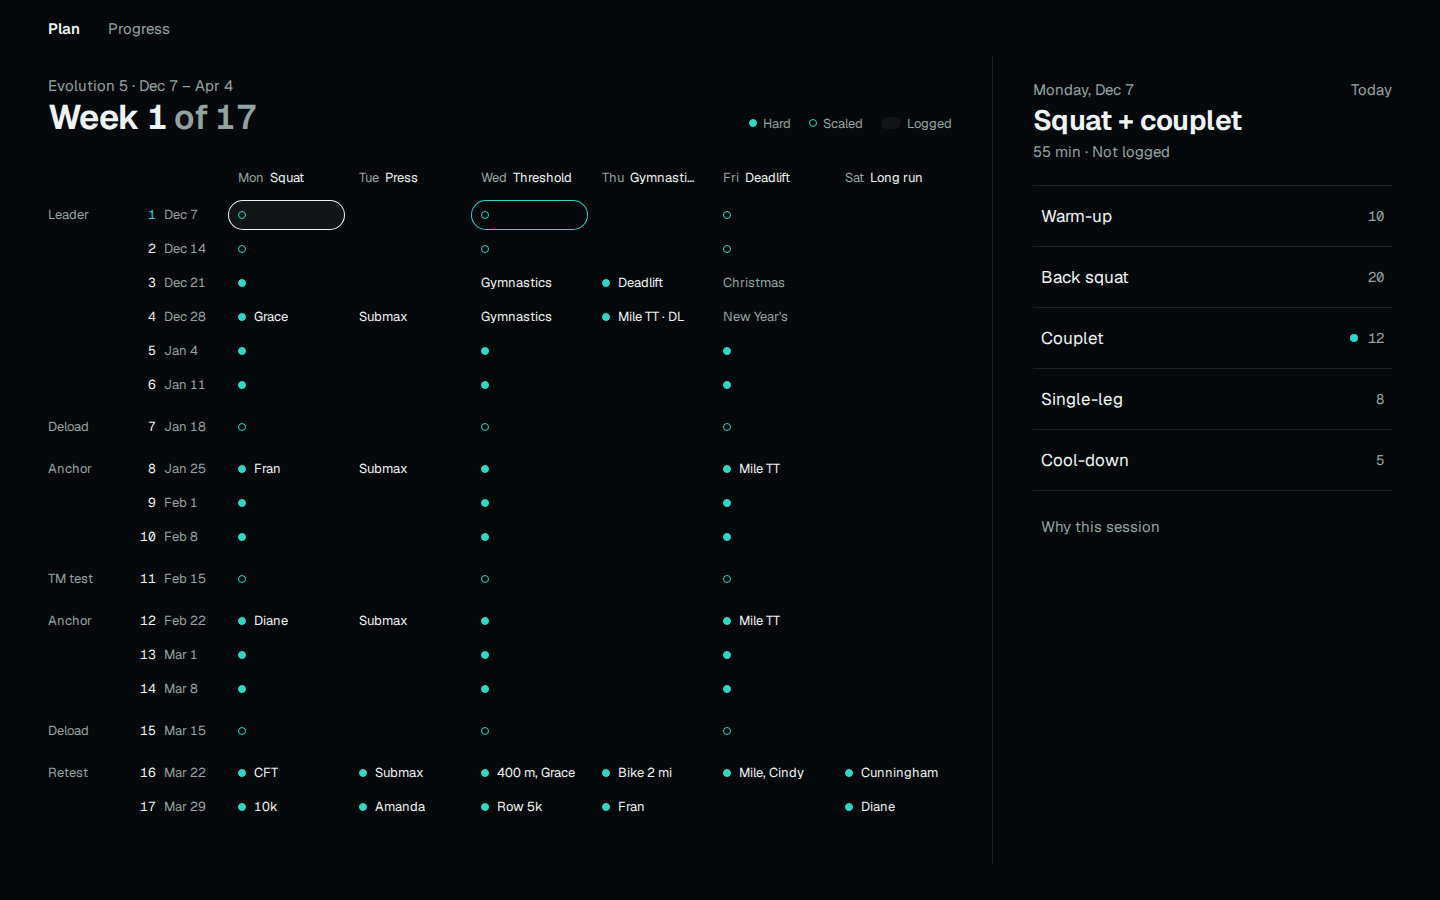 Plan Progress
Evolution 5 · Dec 7 – Apr 4
Week 1 of 17
Hard Scaled Logged
Mon Squat Tue Press Wed Threshold Thu Gymnasti... Fri Deadlift Sat Long run
Leader 1 Dec 7
2 Dec 14
3 Dec 21 Gymnastics Deadlift Christmas
4 Dec 28 Grace Submax Gymnastics Mile TT · DL New Year's
5 Jan 4
6 Jan 11
Deload 7 Jan 18
Anchor 8 Jan 25 Fran Submax Mile TT
9 Feb 1
10 Feb 8
TM test 11 Feb 15
Anchor 12 Feb 22 Diane Submax Mile TT
13 Mar 1
14 Mar 8
Deload 15 Mar 15
Retest 16 Mar 22 CFT Submax 400 m, Grace Bike 2 mi Mile, Cindy Cunningham
17 Mar 29 10k Amanda Row 5k Fran Diane
Monday, Dec 7 Today
Squat + couplet
55 min · Not logged
Warm-up 10
Back squat 20
Couplet 12
Single-leg 8
Cool-down 5
Why this session